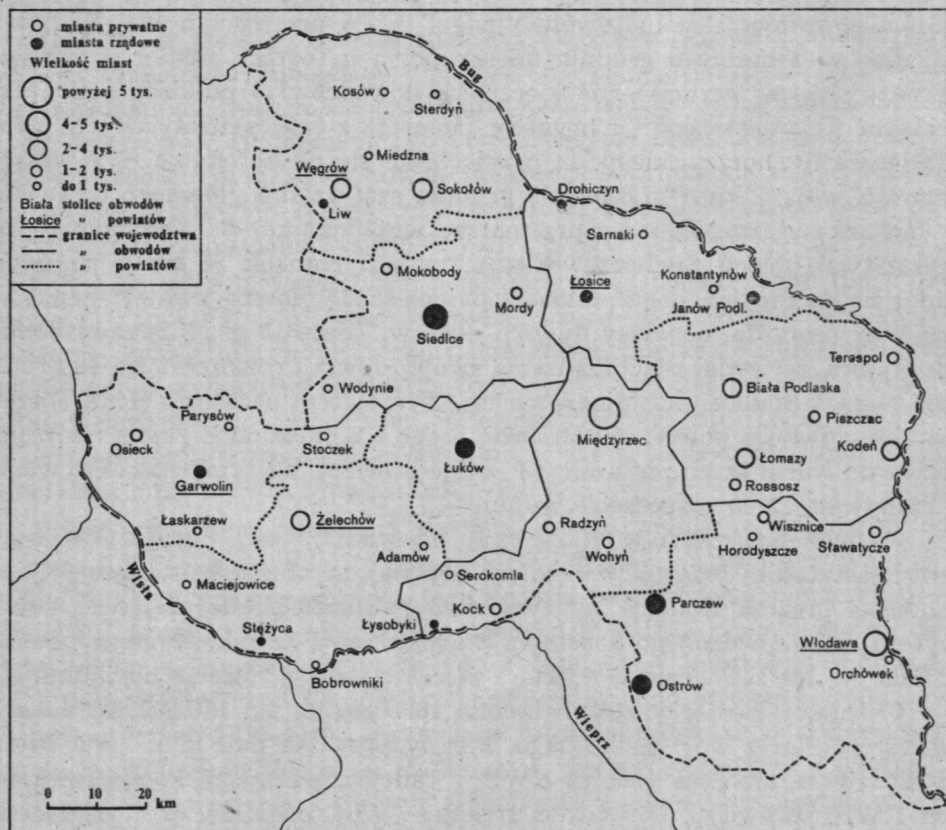 miasta prywatne
miasta rządowe
Wielkość miast
powyżej 5 tys.
4-5 tys.
2-4 tys.
1-2 tys.
do 1 tys.
Biała stolice obwodów
Łosice " powiatów
granice województwa
" obwodów
" powiatów
Bug
Kosów
Sterdyń
Miedzna
Węgrów
Sokołów
Liw
Drohiczyn
Sarnaki
Mokobody
Łosice
Konstantynów
Mordy
Janów Podl.
Siedlce
Terespol
Wodynie
Biała Podlaska
Parysów
Piszczac
Osieck
Stoczek
Międzyrzec
Kodeń
Łuków
Łomazy
Garwolin
Rossosz
Łaskarzew
Żelechów
Radzyń
Wisznice
Wohyń
Horodyszcze
Sławatycze
Adamów
Wisła
Maciejowice
Serokomla
Kock
Parczew
Stężyca
Łysobyki
Włodawa
Orchówek
Bobrowniki
Ostrów
Wieprz
0 10 20 km